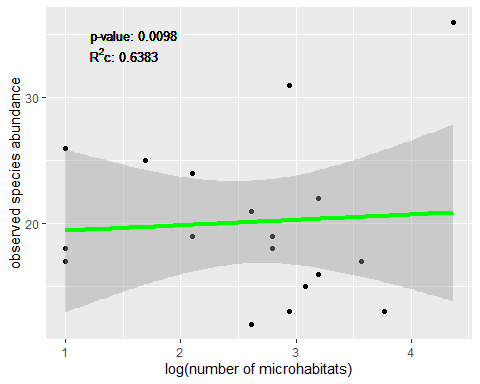 p-value: 0.0098
R²c: 0.6383
30
20
observed species abundance
1 2 3 4
log(number of microhabitats)